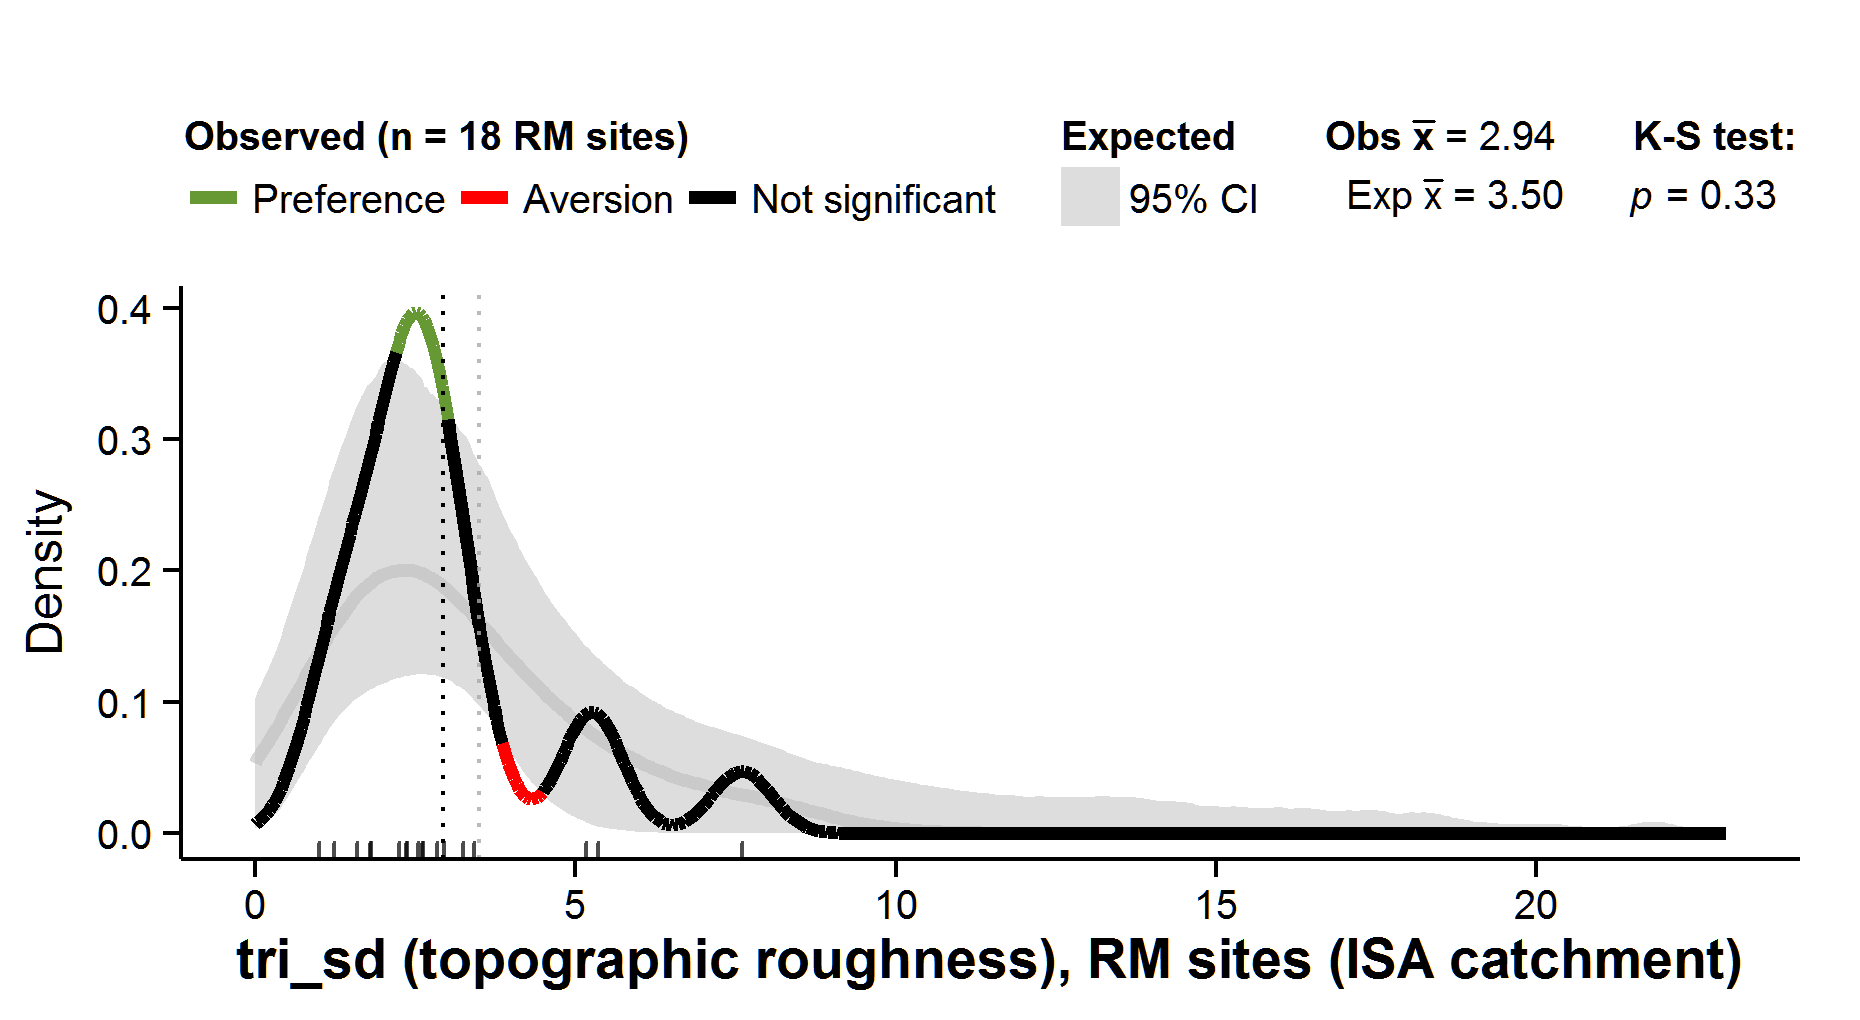 Observed (n = 18 RM sites)
Preference Aversion Not significant
Expected
95% CI
Obs x̅ = 2.94
Exp x̅ = 3.50
K-S test:
p = 0.33
Density
0.4
0.3
0.2
0.1
0.0
0 5 10 15 20
tri_sd (topographic roughness), RM sites (ISA catchment)